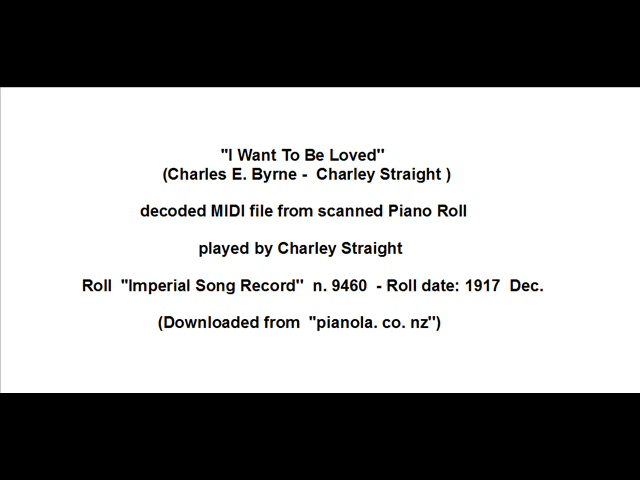 "I Want To Be Loved"
(Charles E. Byrne -  Charley Straight )
decoded MIDI file from scanned Piano Roll
played by Charley Straight
Roll  "Imperial Song Record"  n. 9460  - Roll date: 1917  Dec.
(Downloaded from  "pianola. co. nz")